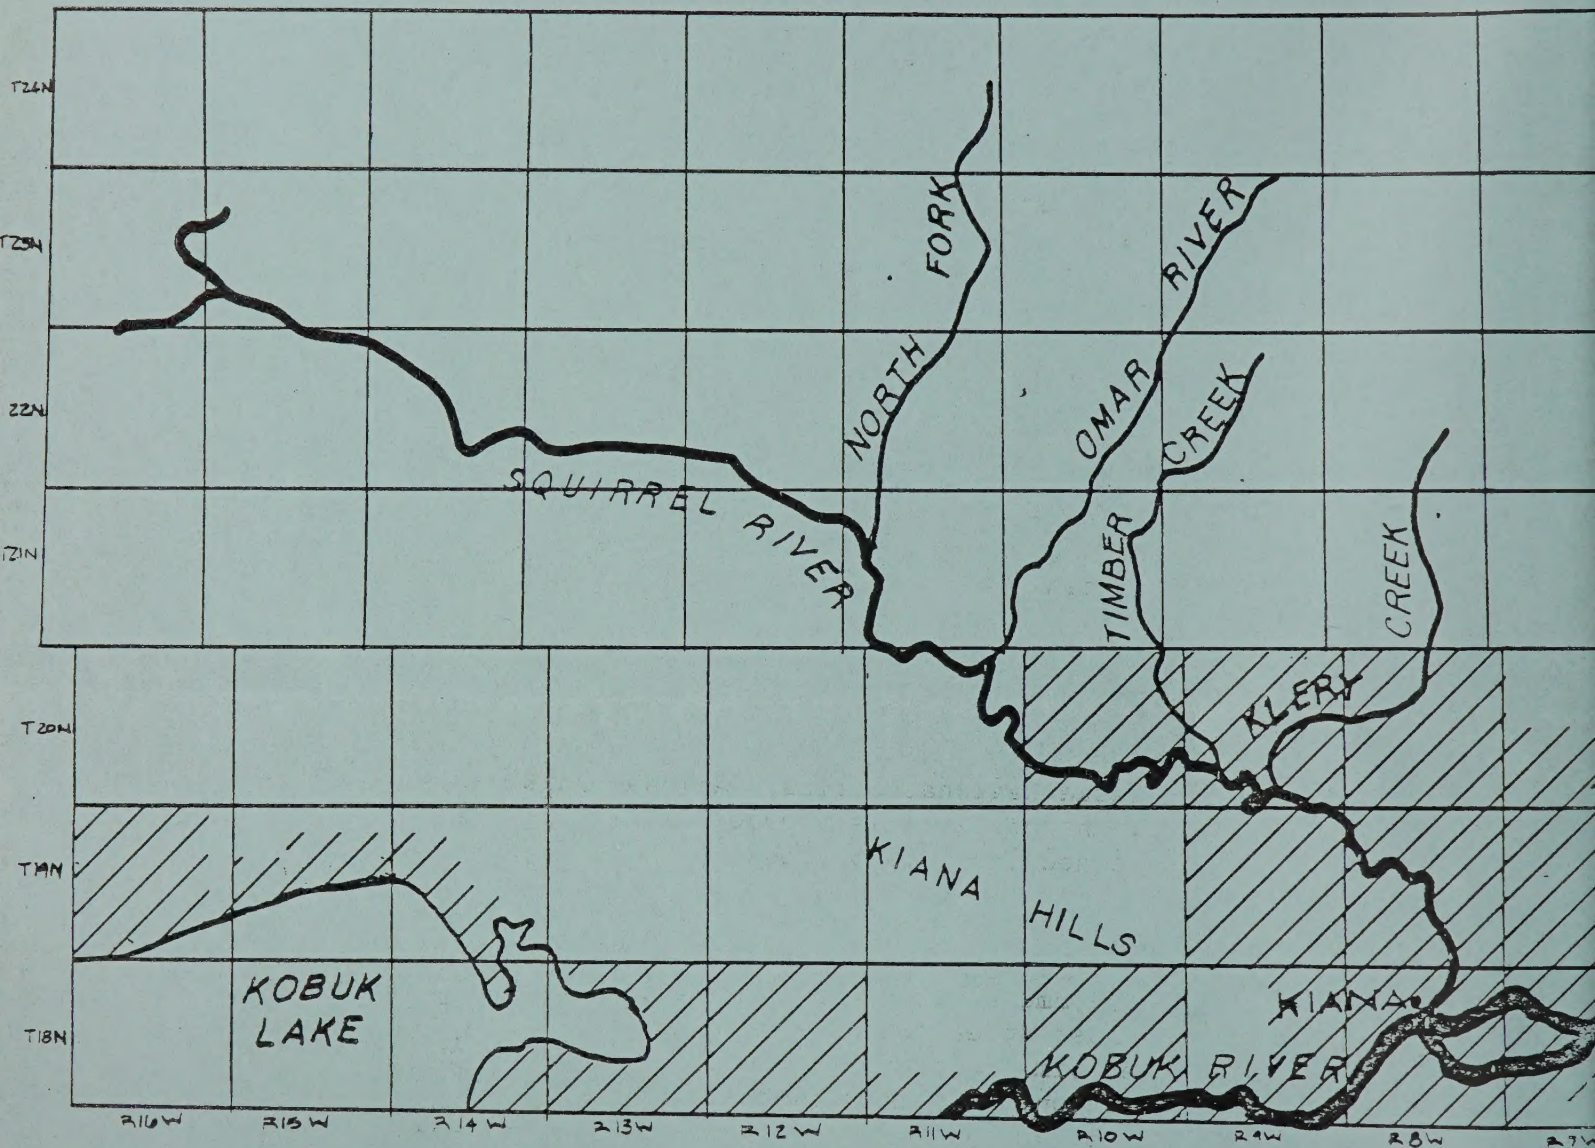 T24N
T23N
22N
T21N
T20N
T19N
T18N
NORTH FORK
OMAR RIVER
TIMBER CREEK
KLERY CREEK
SQUIRREL RIVER
KIANA HILLS
KOBUK
LAKE
KIANA
KOBUK RIVER
R16W
R15W
R14W
R13W
R12W
R11W
R10W
R9W
R8W
R7W